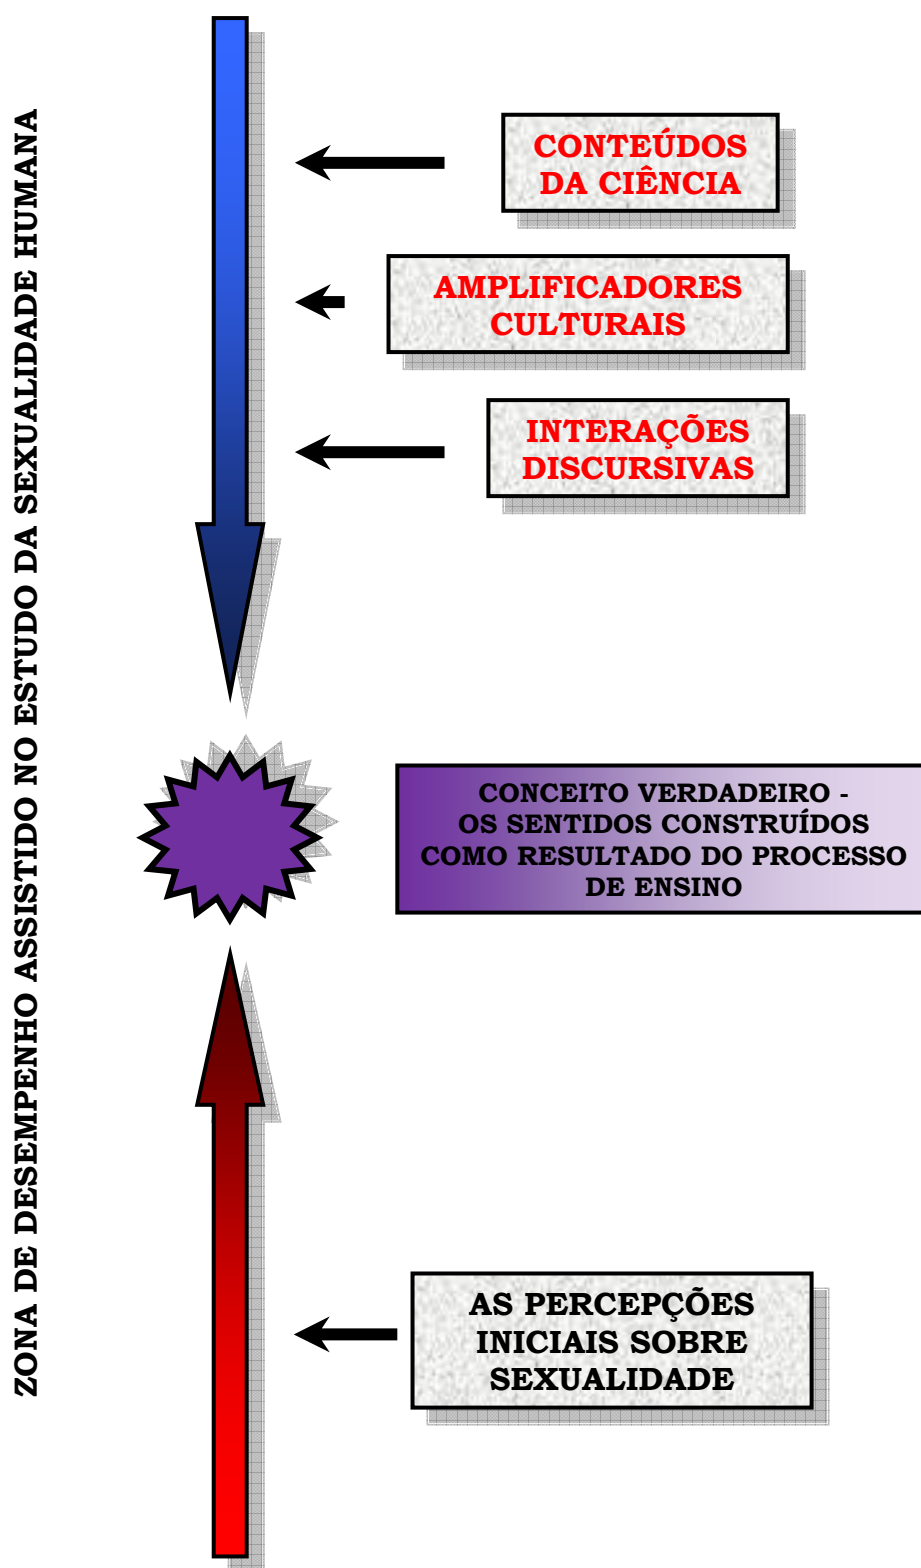 ZONA DE DESEMPENHO ASSISTIDO NO ESTUDO DA SEXUALIDADE HUMANA
CONTEÚDOS
DA CIÊNCIA
AMPLIFICADORES
CULTURAIS
INTERAÇÕES
DISCURSIVAS
CONCEITO VERDADEIRO -
OS SENTIDOS CONSTRUÍDOS
COMO RESULTADO DO PROCESSO
DE ENSINO
AS PERCEPÇÕES
INICIAIS SOBRE
SEXUALIDADE